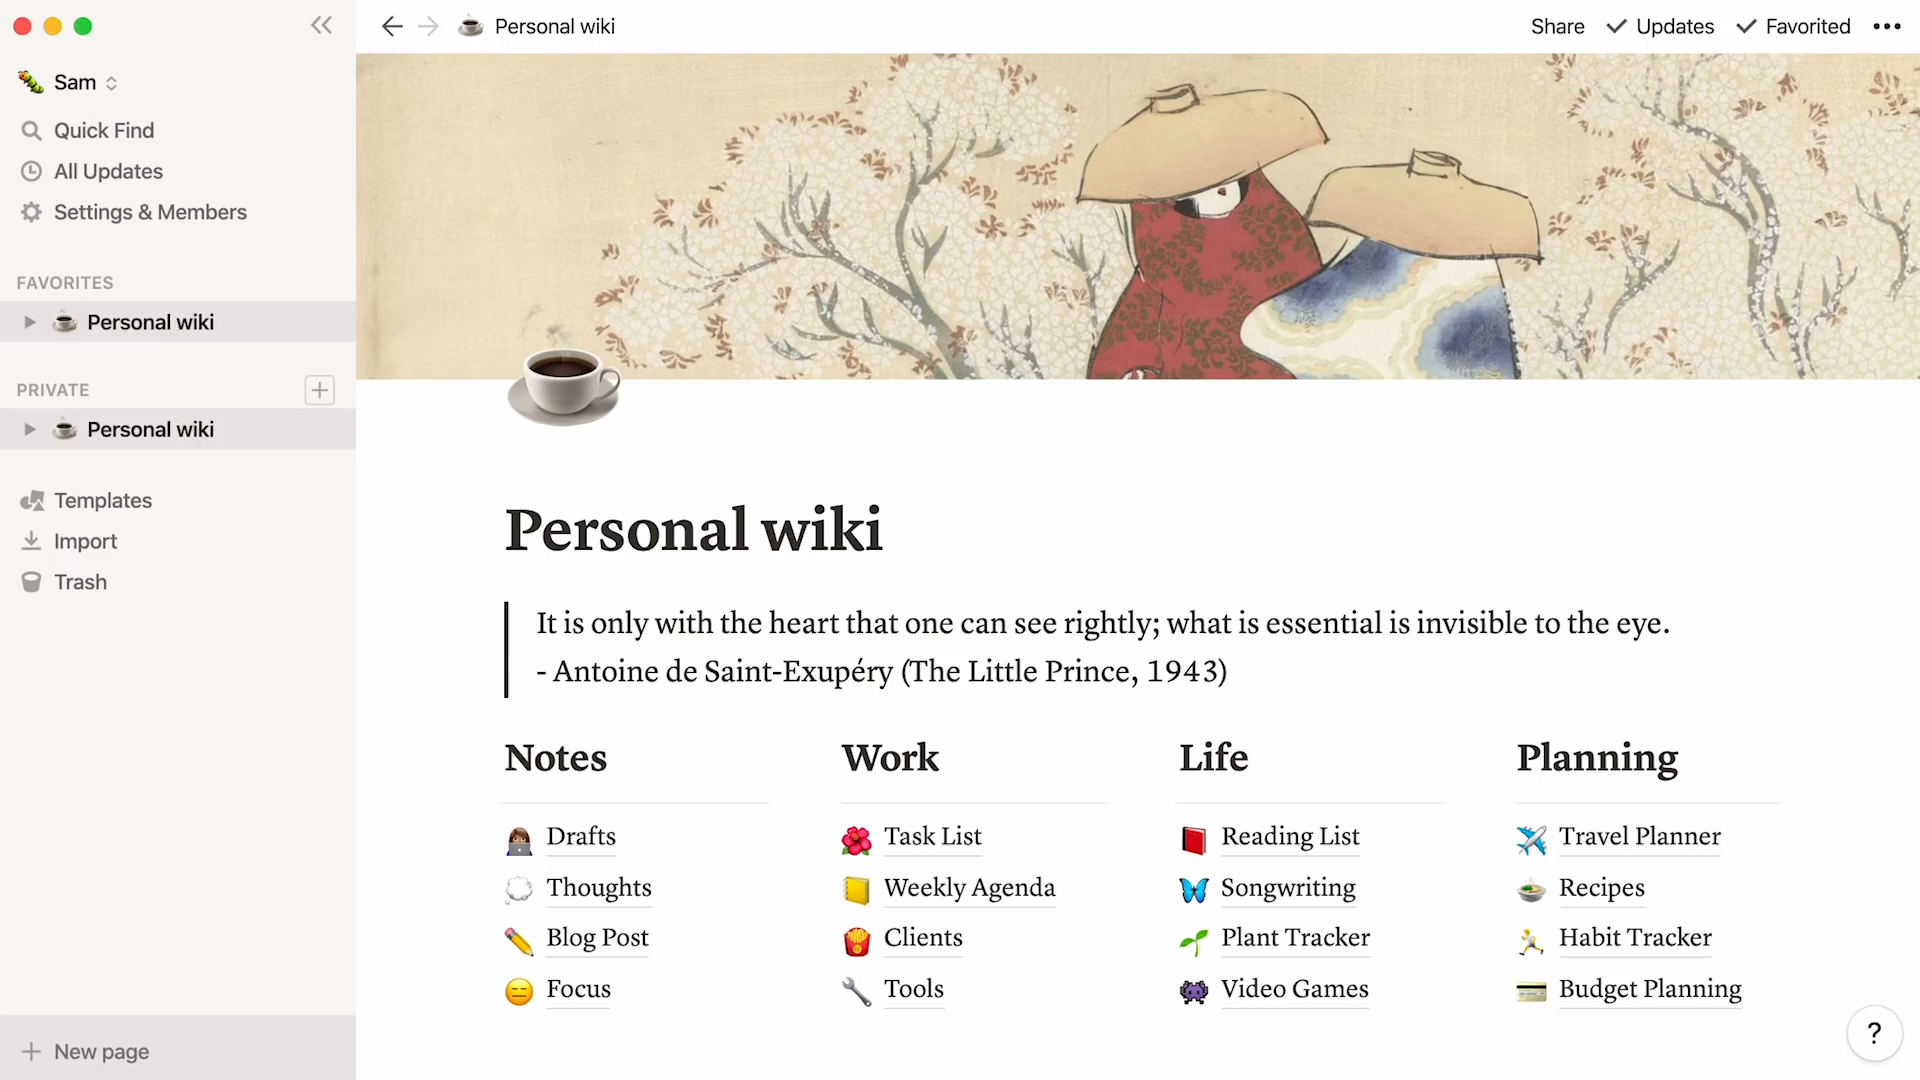 Personal wiki
Share
Updates
Favorited
Sam
Quick Find
All Updates
Settings & Members
FAVORITES
Personal wiki
PRIVATE
Personal wiki
Templates
Import
Trash
New page
Personal wiki
It is only with the heart that one can see rightly; what is essential is invisible to the eye.
- Antoine de Saint-Exupéry (The Little Prince, 1943)
Notes
Drafts
Thoughts
Blog Post
Focus
Work
Task List
Weekly Agenda
Clients
Tools
Life
Reading List
Songwriting
Plant Tracker
Video Games
Planning
Travel Planner
Recipes
Habit Tracker
Budget Planning
?